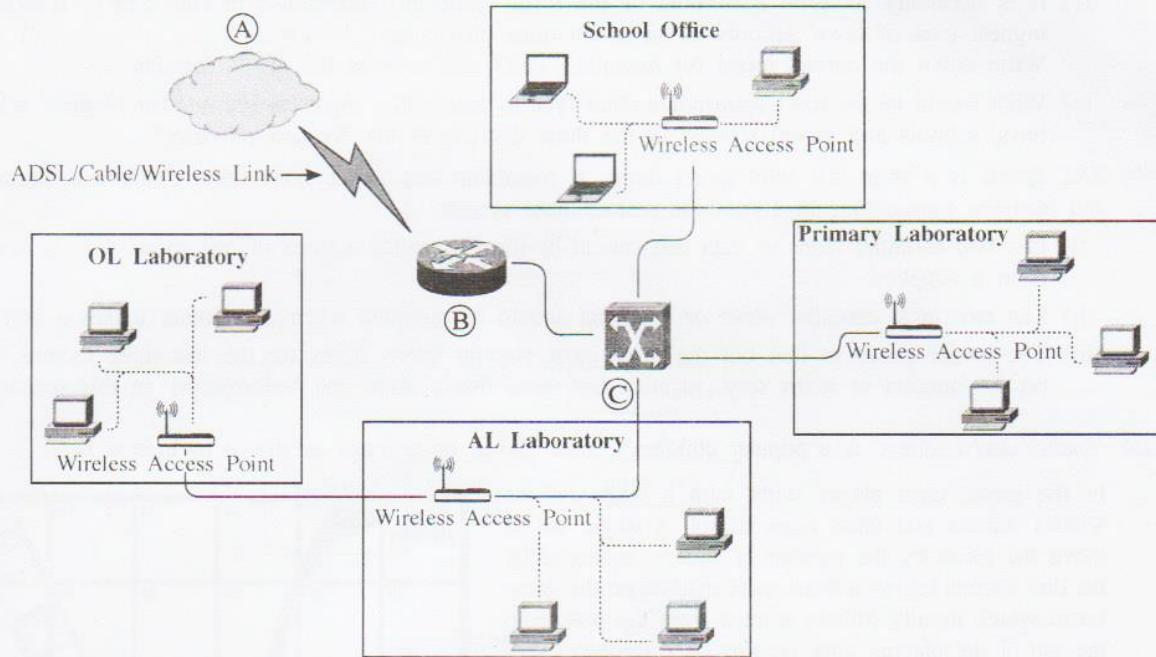 A
School Office
Wireless Access Point
ADSL/Cable/Wireless Link
Primary Laboratory
OL Laboratory
B
Wireless Access Point
C
AL Laboratory
Wireless Access Point
Wireless Access Point